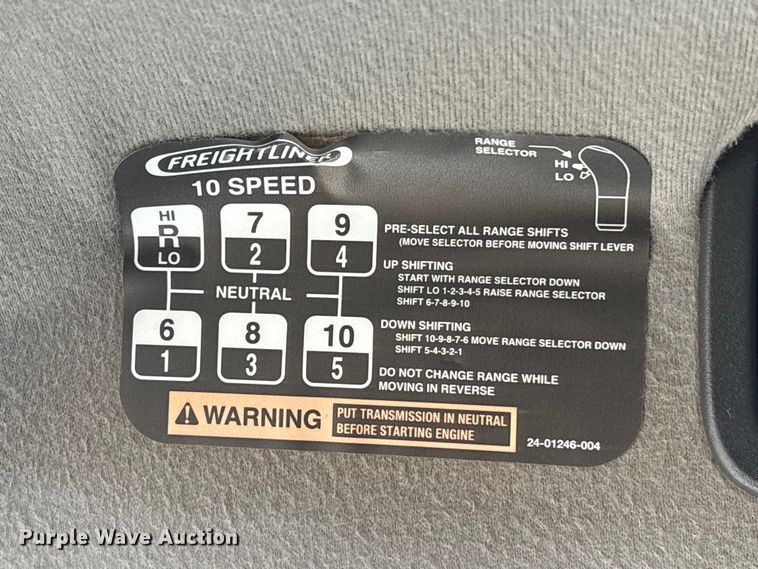 FREIGHTLINER
10 SPEED
RANGE
SELECTOR
HI
LO
HI
R
LO
7
2
9
4
NEUTRAL
6
1
8
3
10
5
PRE-SELECT ALL RANGE SHIFTS
(MOVE SELECTOR BEFORE MOVING SHIFT LEVER
UP SHIFTING
START WITH RANGE SELECTOR DOWN
SHIFT LO 1-2-3-4-5 RAISE RANGE SELECTOR
SHIFT 6-7-8-9-10
DOWN SHIFTING
SHIFT 10-9-8-7-6 MOVE RANGE SELECTOR DOWN
SHIFT 5-4-3-2-1
DO NOT CHANGE RANGE WHILE
MOVING IN REVERSE
WARNING
PUT TRANSMISSION IN NEUTRAL
BEFORE STARTING ENGINE
24-01246-004
Purple Wave Auction